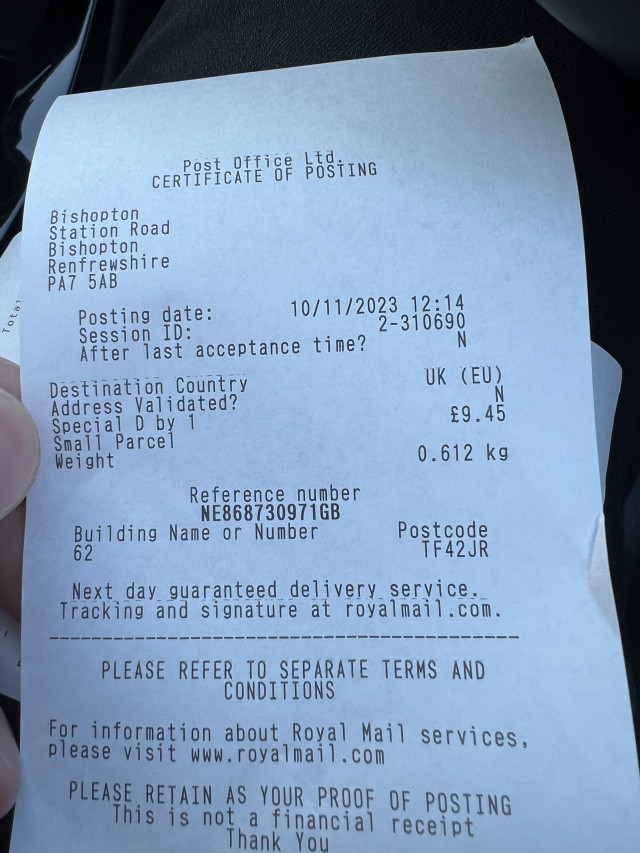 Post Office Ltd.
CERTIFICATE OF POSTING
Bishopton
Station Road
Bishopton
Renfrewshire
PA7 5AB
Posting date: 10/11/2023 12:14
Session ID: 2-310690
After last acceptance time? N
Destination Country UK (EU)
Address Validated? N
Special D by 1 £9.45
Small Parcel
Weight 0.612 kg
Reference number
NE868730971GB
Building Name or Number Postcode
62 TF42JR
Next day guaranteed delivery service.
Tracking and signature at royalmail.com.
PLEASE REFER TO SEPARATE TERMS AND
CONDITIONS
For information about Royal Mail services,
please visit www.royalmail.com
PLEASE RETAIN AS YOUR PROOF OF POSTING
This is not a financial receipt
Thank You
Total